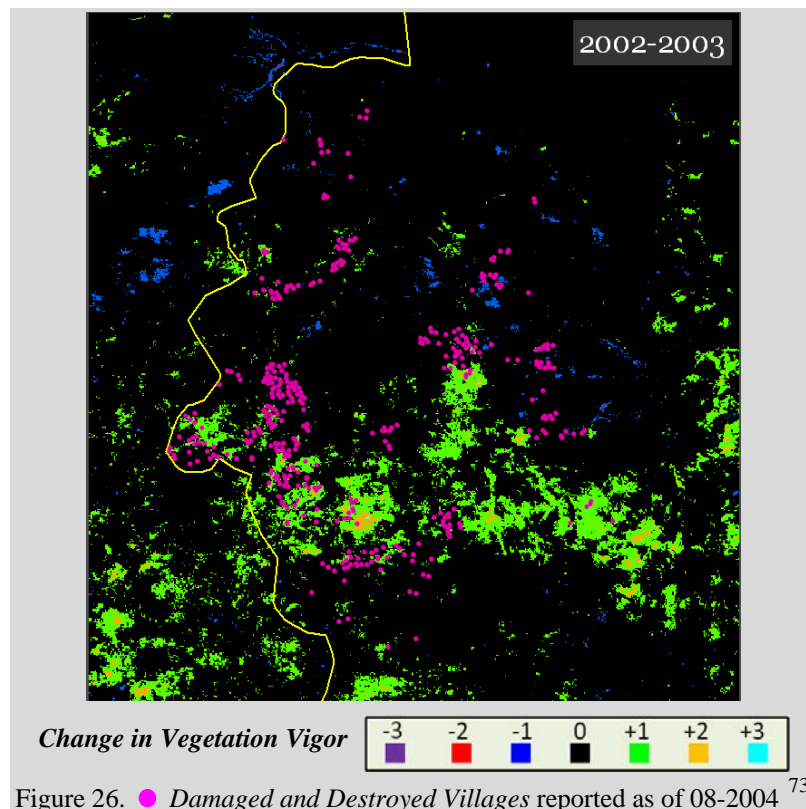 2002-2003
Change in Vegetation Vigor
-3 -2 -1 0 +1 +2 +3
Figure 26. ● Damaged and Destroyed Villages reported as of 08-2004 73